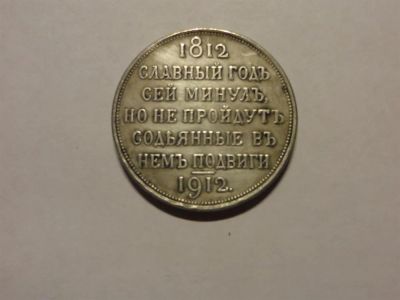 1812
СЛАВНЫЙ ГОДЪ
СЕЙ МИНУЛЪ,
НО НЕ ПРОЙДУТЪ
СОДѢЯННЫЕ ВЪ
НЕМЪ ПОДВИГИ
1912.